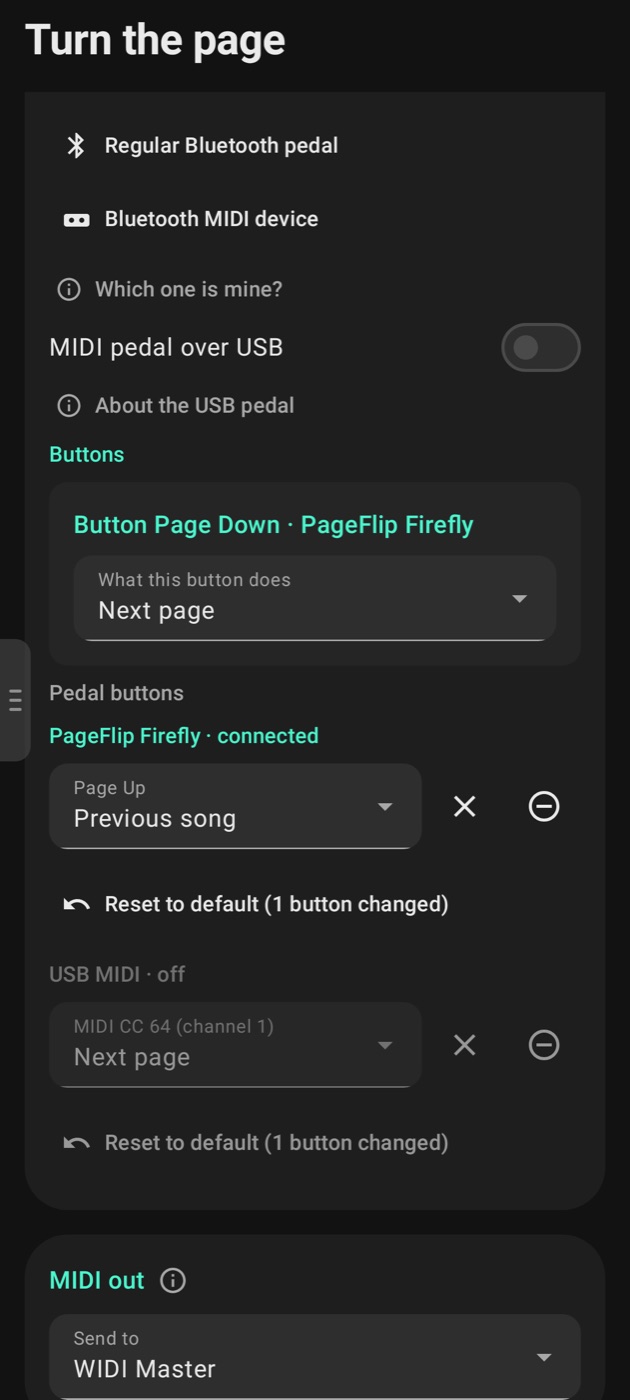 Turn the page
Regular Bluetooth pedal
Bluetooth MIDI device
Which one is mine?
MIDI pedal over USB
About the USB pedal
Buttons
Button Page Down · PageFlip Firefly
What this button does
Next page
Pedal buttons
PageFlip Firefly · connected
Page Up
Previous song
Reset to default (1 button changed)
USB MIDI · off
MIDI CC 64 (channel 1)
Next page
Reset to default (1 button changed)
MIDI out
Send to
WIDI Master